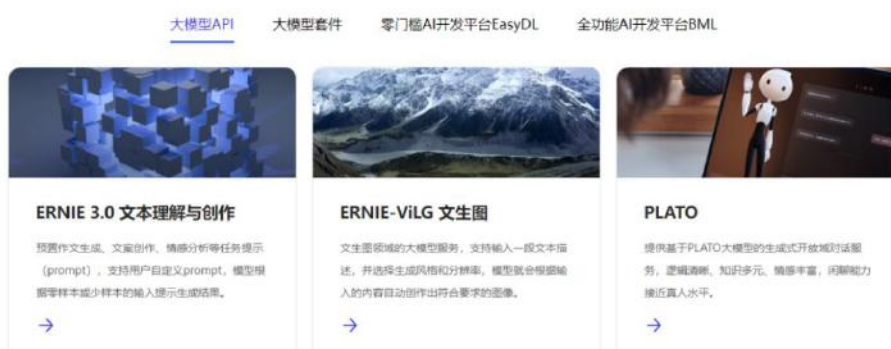 大模型API
大模型套件
零门槛AI开发平台EasyDL
全功能AI开发平台BML
ERNIE 3.0 文本理解与创作
预置作文生成、文案创作、情感分析等任务提示
（prompt），支持用户自定义prompt，模型根
据零样本或少样本的输入提示生成结果。
ERNIE-ViLG 文生图
文生图领域的大模型服务，支持输入一段文本描
述，并选择生成风格和分辨率，模型就会根据输
入的内容自动创作出符合要求的图像。
PLATO
提供基于PLATO大模型的生成式开放域对话服
务，逻辑清晰、知识多元、情感丰富，闲聊能力
接近真人水平。